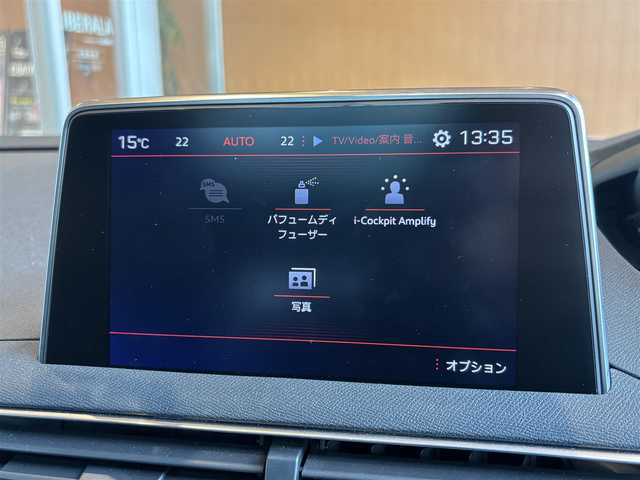 15℃ 22 AUTO 22 TV/Video/案内 音... 13:35
SMS
SMS
パフュームディ
フューザー
i-Cockpit Amplify
写真
オプション